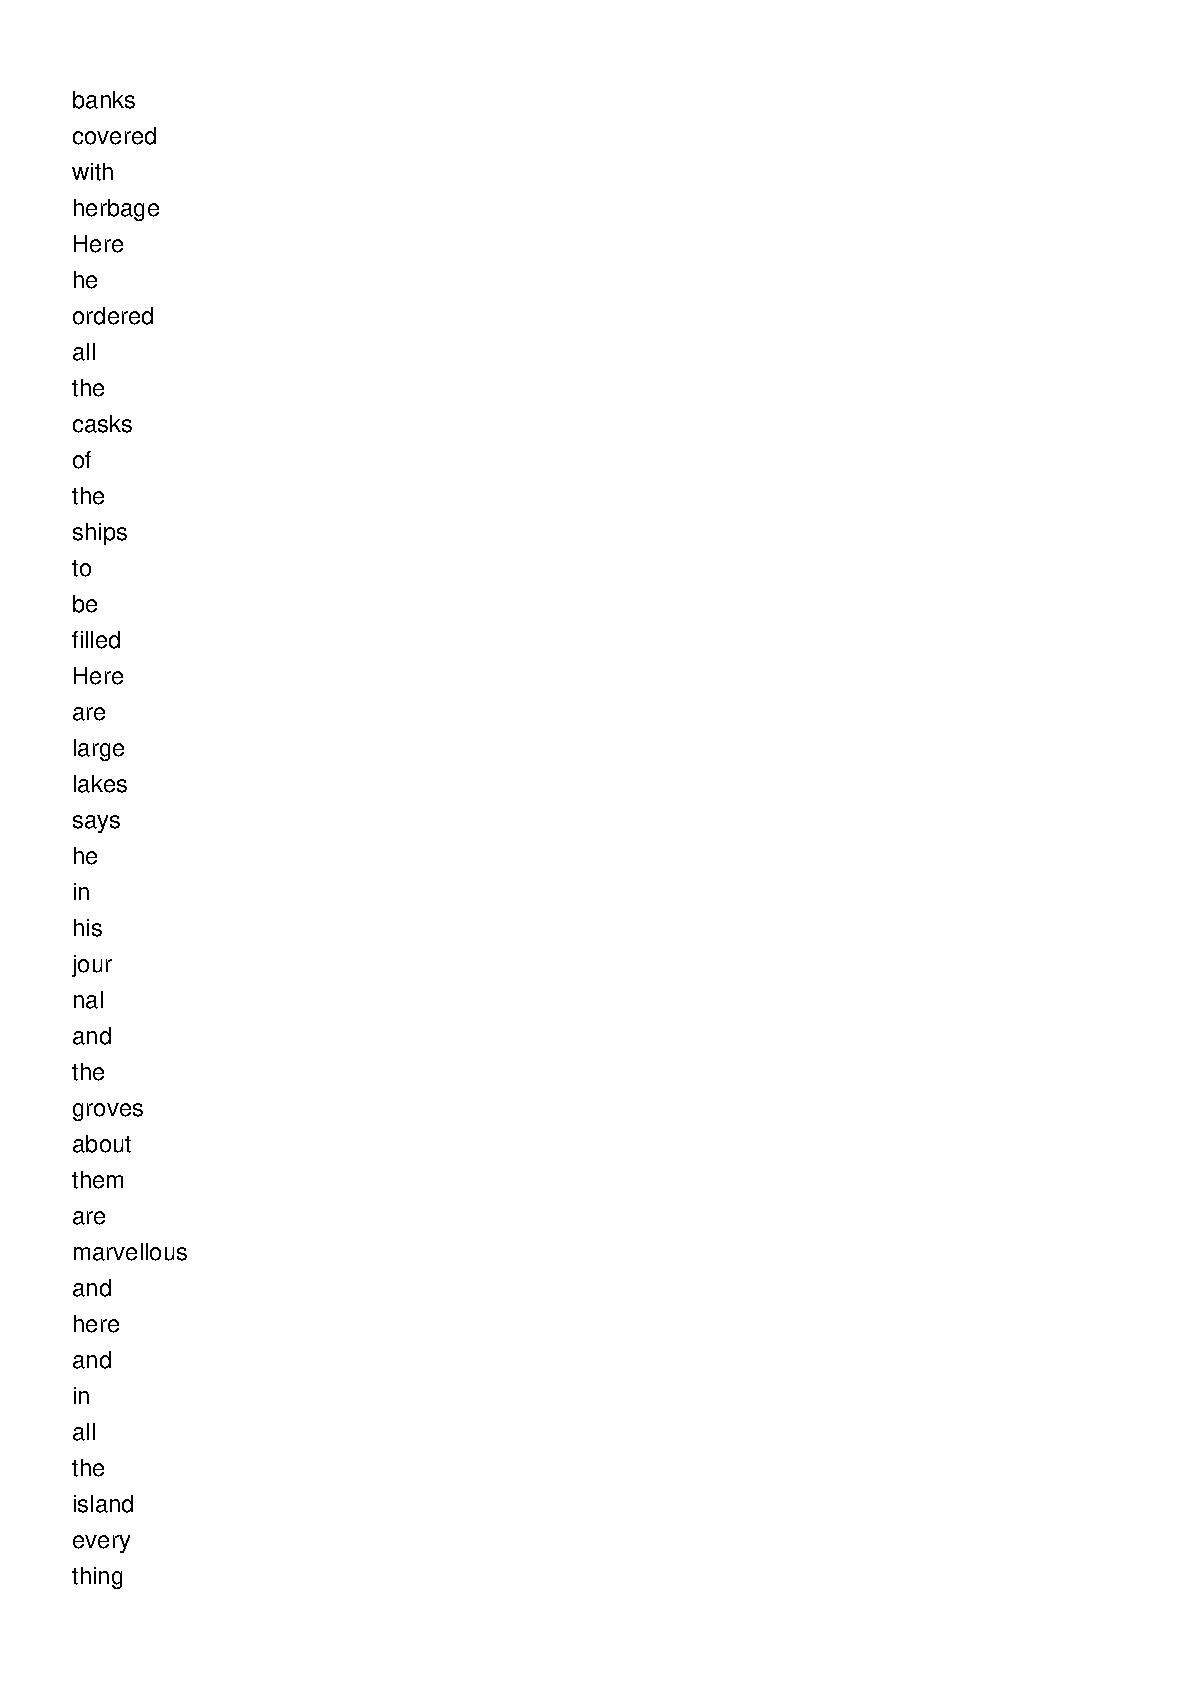 banks
covered
with
herbage
Here
he
ordered
all
the
casks
of
the
ships
to
be
filled
Here
are
large
lakes
says
he
in
his
jour
nal
and
the
groves
about
them
are
marvellous
and
here
and
in
all
the
island
every
thing